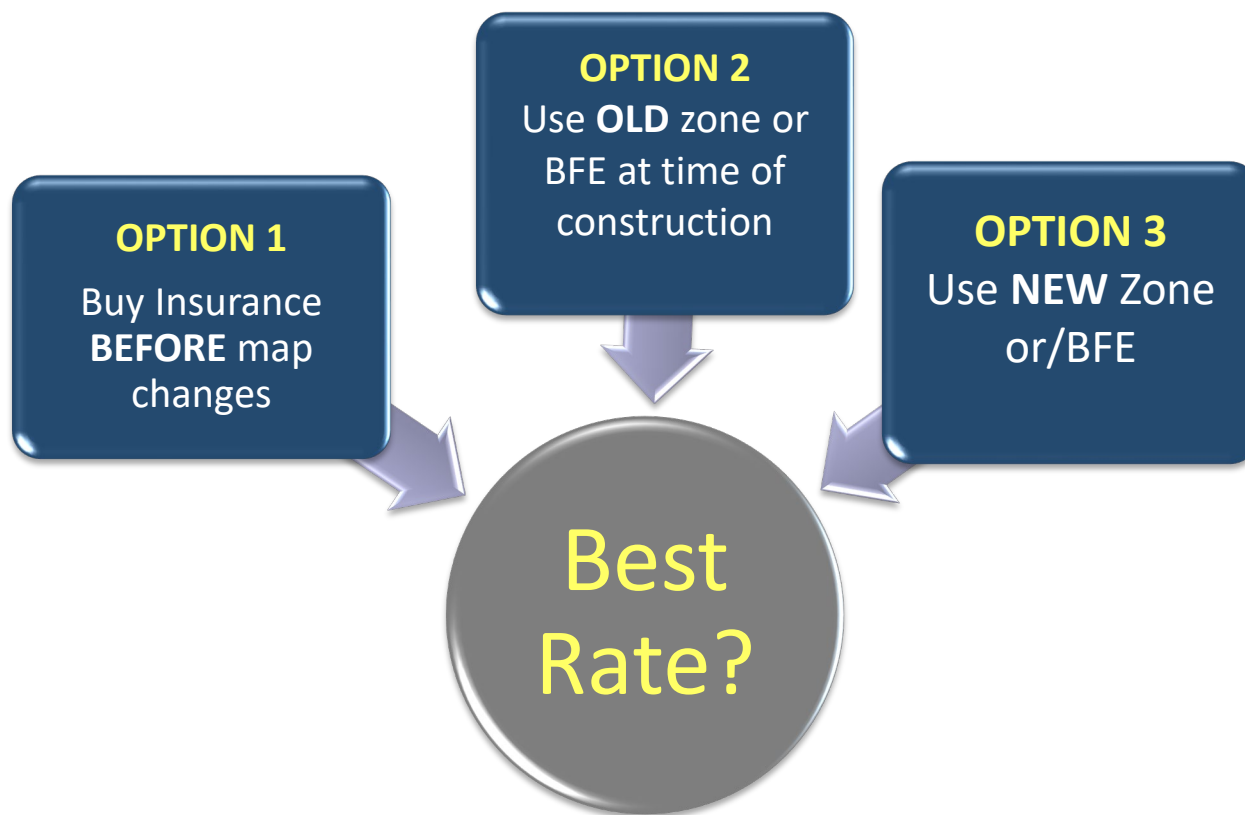 OPTION 1
Buy Insurance
BEFORE map
changes
OPTION 2
Use OLD zone or
BFE at time of
construction
OPTION 3
Use NEW Zone
or/BFE
Best
Rate?